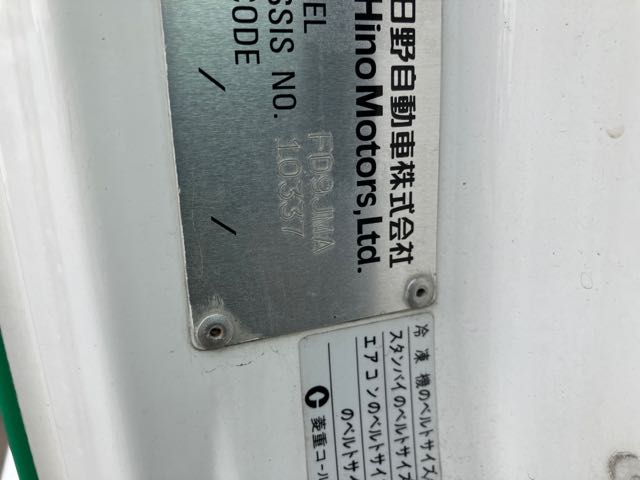 日野自動車株式会社
Hino Motors, Ltd.
DEL FD9JWA
SSIS NO. 10337
CODE / /
冷凍機のベルトサイズ
スタンバイのベルトサイズ
エアコンのベルトサイ
のベルトサイ
菱重コール